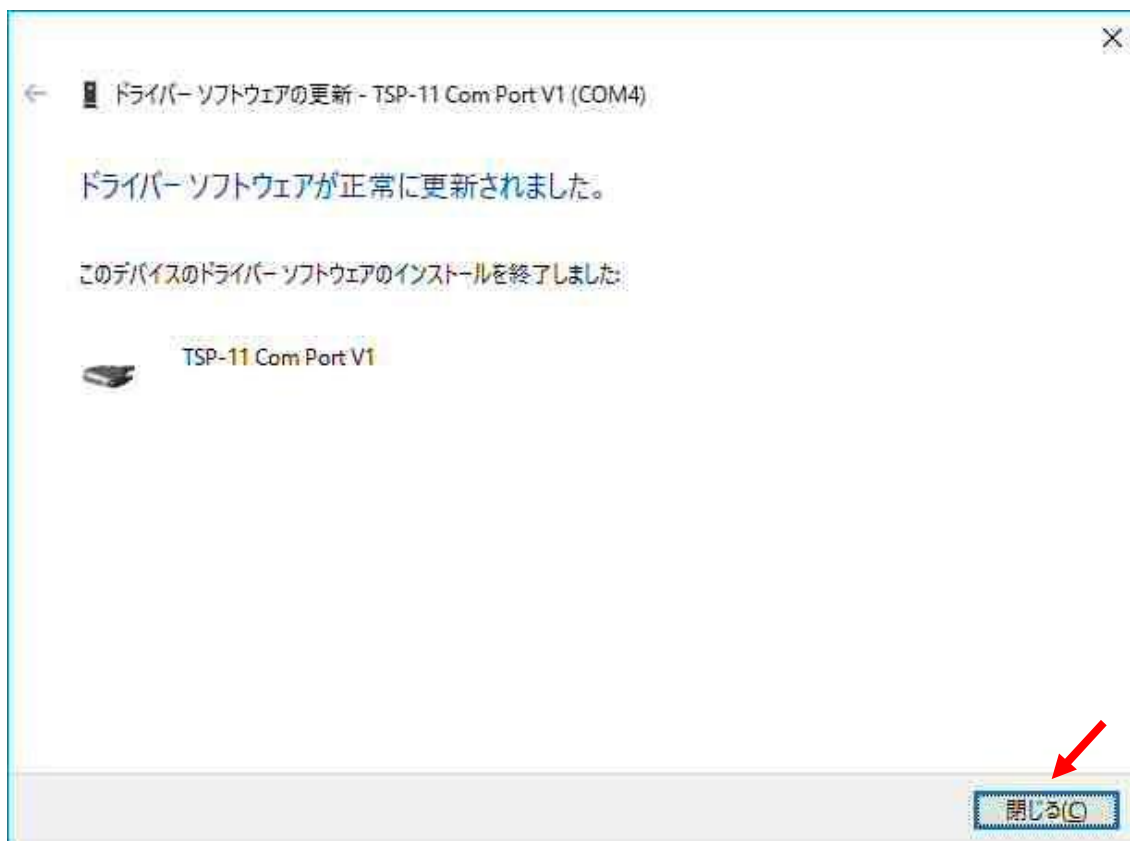 ドライバー ソフトウェアの更新 - TSP-11 Com Port V1 (COM4)
ドライバー ソフトウェアが正常に更新されました。
このデバイスのドライバー ソフトウェアのインストールを終了しました:
TSP-11 Com Port V1
閉じる(C)